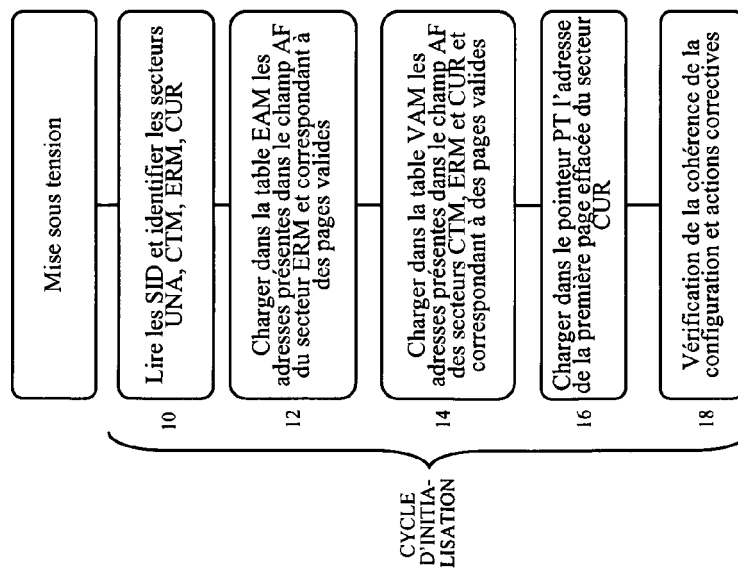 Mise sous tension
10
Lire les SID et identifier les secteurs
UNA, CTM, ERM, CUR
12
Charger dans la table EAM les
adresses présentes dans le champ AF
du secteur ERM et correspondant à
des pages valides
14
Charger dans table VAM les
adresses présentes dans le champ AF
des secteurs CTM, ERM et CUR et
correspondant à des pages valides
16
Charger dans le pointeur PT l'adresse
de la première page effacée du secteur
CUR
18
Vérification de la cohérence de la
configuration et actions correctives
CYCLE
D'INITIA-
LISATION